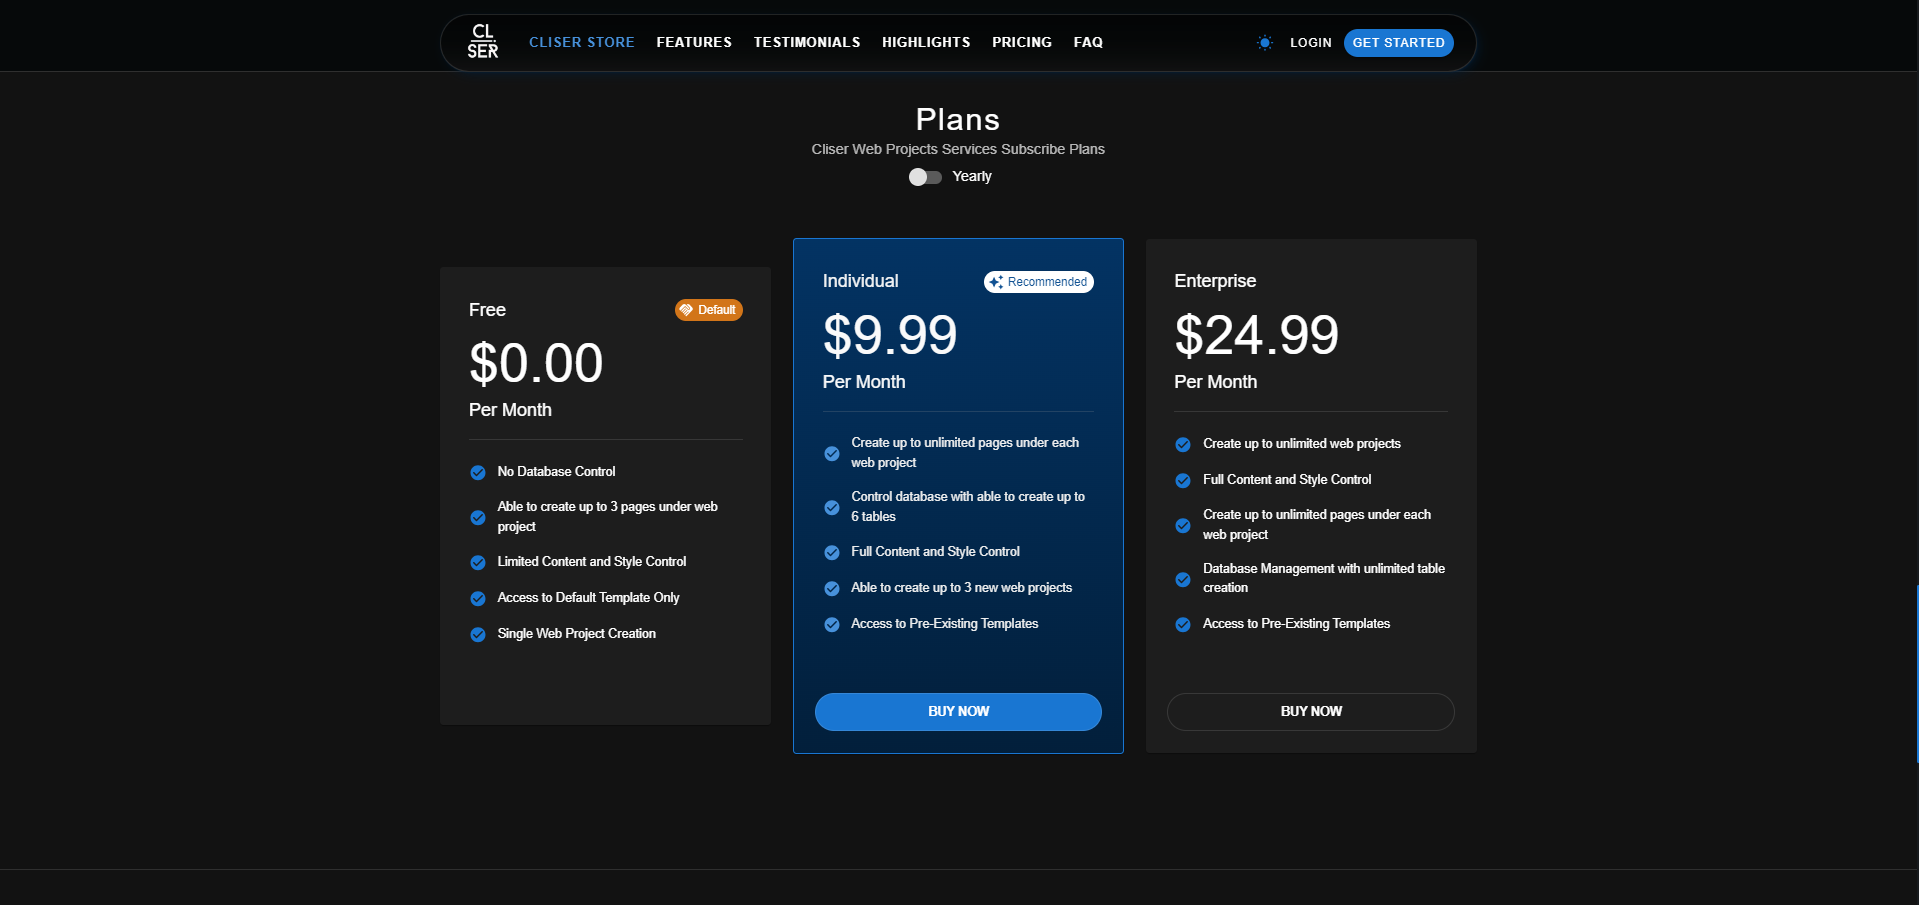 CL
SER
CLISER STORE FEATURES TESTIMONIALS HIGHLIGHTS PRICING FAQ LOGIN GET STARTED
Plans
Cliser Web Projects Services Subscribe Plans
Yearly
Free Default
$0.00
Per Month
No Database Control
Able to create up to 3 pages under web
project
Limited Content and Style Control
Access to Default Template Only
Single Web Project Creation
Individual Recommended
$9.99
Per Month
Create up to unlimited pages under each
web project
Control database with able to create up to
6 tables
Full Content and Style Control
Able to create up to 3 new web projects
Access to Pre-Existing Templates
BUY NOW
Enterprise
$24.99
Per Month
Create up to unlimited web projects
Full Content and Style Control
Create up to unlimited pages under each
web project
Database Management with unlimited table
creation
Access to Pre-Existing Templates
BUY NOW